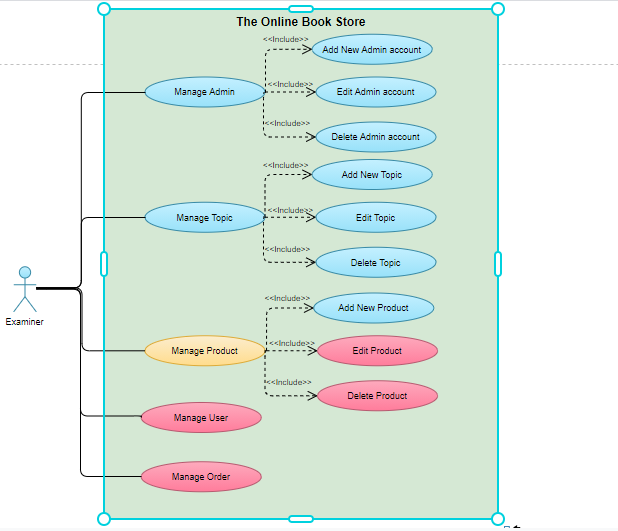 The Online Book Store
<<Include>>
Add New Admin account
Manage Admin
<<Include>>
Edit Admin account
<<Include>>
Delete Admin account
<<Include>>
Add New Topic
Manage Topic
<<Include>>
Edit Topic
<<Include>>
Delete Topic
Examiner
<<Include>>
Add New Product
Manage Product
<<Include>>
Edit Product
<<Include>>
Delete Product
Manage User
Manage Order